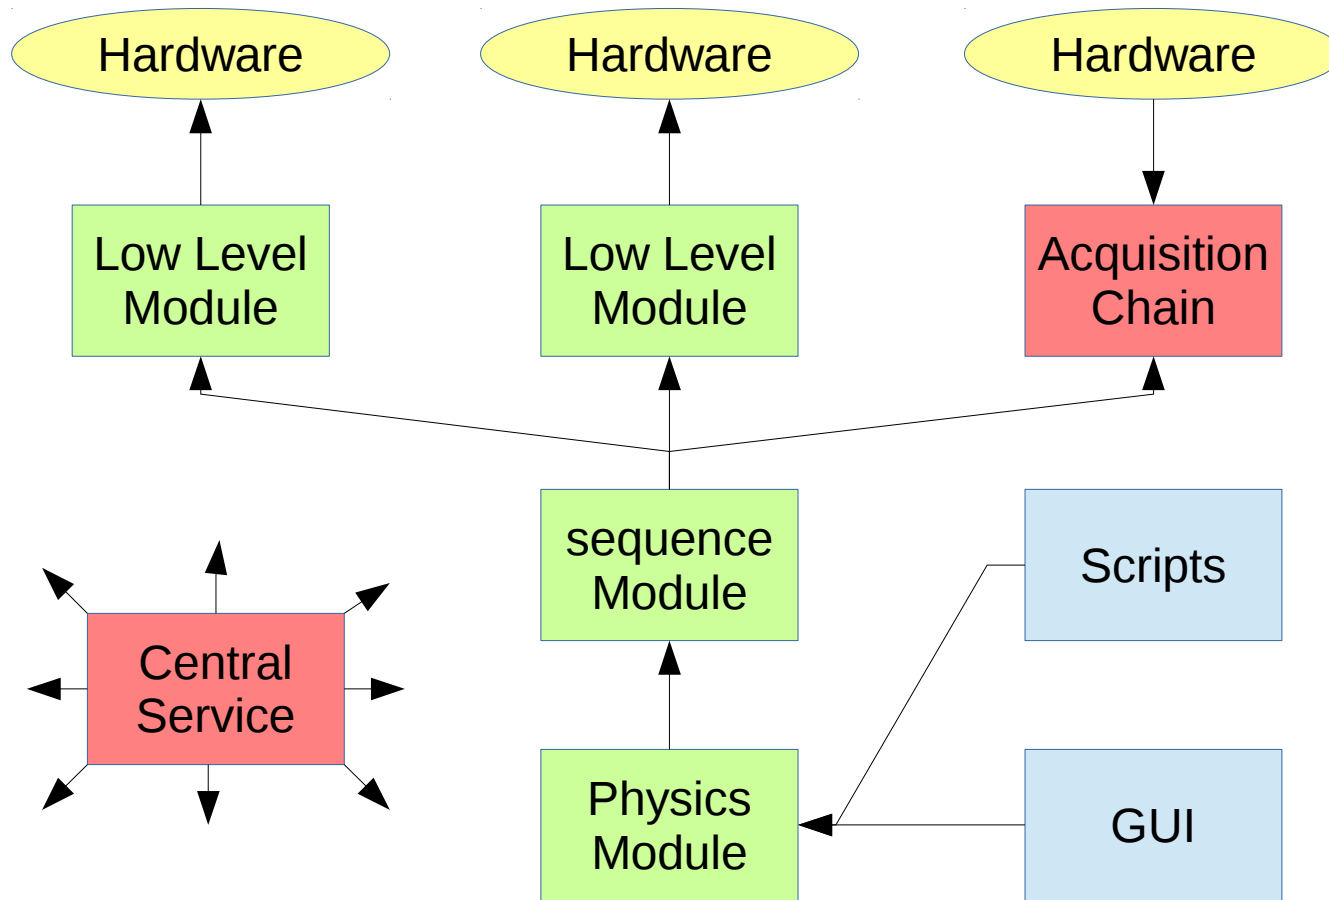 Hardware
Hardware
Hardware
Low Level
Module
Low Level
Module
Acquisition
Chain
sequence
Module
Scripts
Central
Service
Physics
Module
GUI